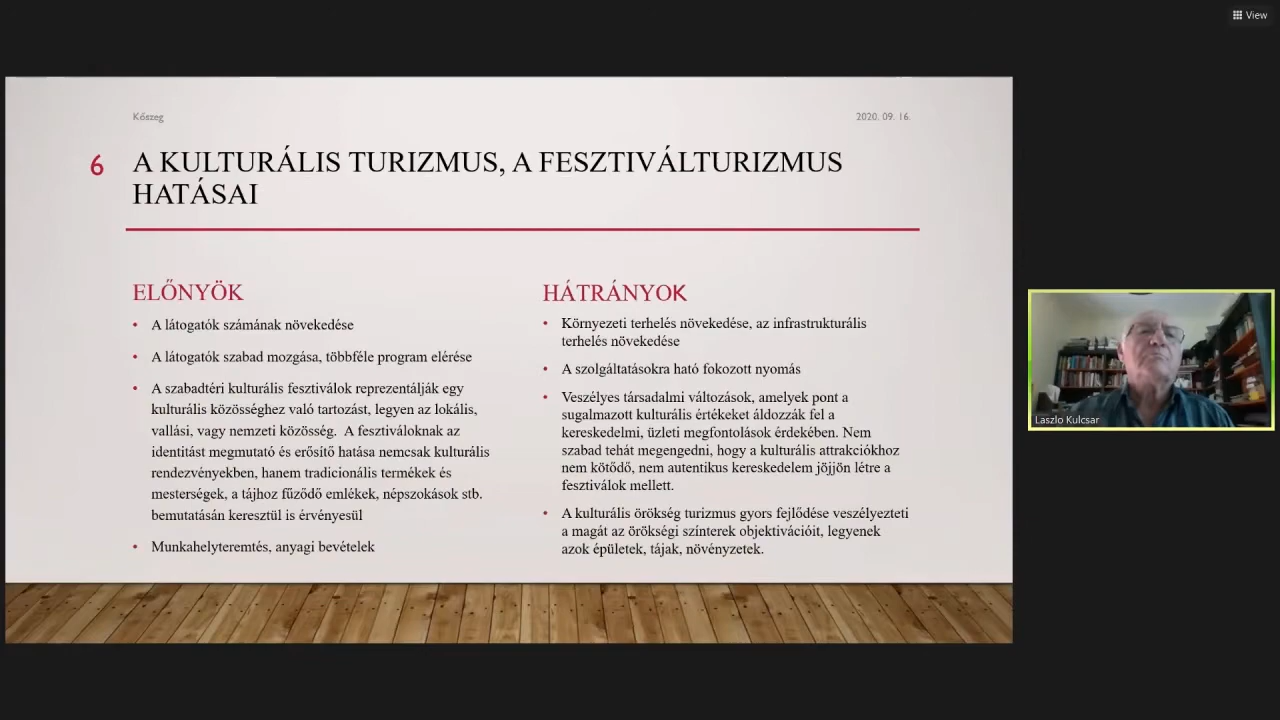 View
Kőszeg
2020. 09. 16.
6
A KULTURÁLIS TURIZMUS, A FESZTIVÁLTURIZMUS
HATÁSAI
ELŐNYÖK
• A látogatók számának növekedése
• A látogatók szabad mozgása, többféle program elérése
• A szabadtéri kulturális fesztiválok reprezentálják egy
kulturális közösséghez való tartozást, legyen az lokális,
vallási, vagy nemzeti közösség. A fesztiváloknak az
identitást megmutató és erősítő hatása nemcsak kulturális
rendezvényekben, hanem tradicionális termékek és
mesterségek, a tájhoz fűződő emlékek, népszokások stb.
bemutatásán keresztül is érvényesül
• Munkahelyteremtés, anyagi bevételek
HÁTRÁNYOK
• Környezeti terhelés növekedése, az infrastrukturális
terhelés növekedése
• A szolgáltatásokra ható fokozott nyomás
• Veszélyes társadalmi változások, amelyek pont a
sugalmazott kulturális értékeket áldozzák fel a
kereskedelmi, üzleti megfontolások érdekében. Nem
szabad tehát megengedni, hogy a kulturális attrakciókhoz
nem kötődő, nem autentikus kereskedelem jöjjön létre a
fesztiválok mellett.
• A kulturális örökség turizmus gyors fejlődése veszélyezteti
a magát az örökségi színterek objektivációit, legyenek
azok épületek, tájak, növényzetek.
Laszlo Kulcsar